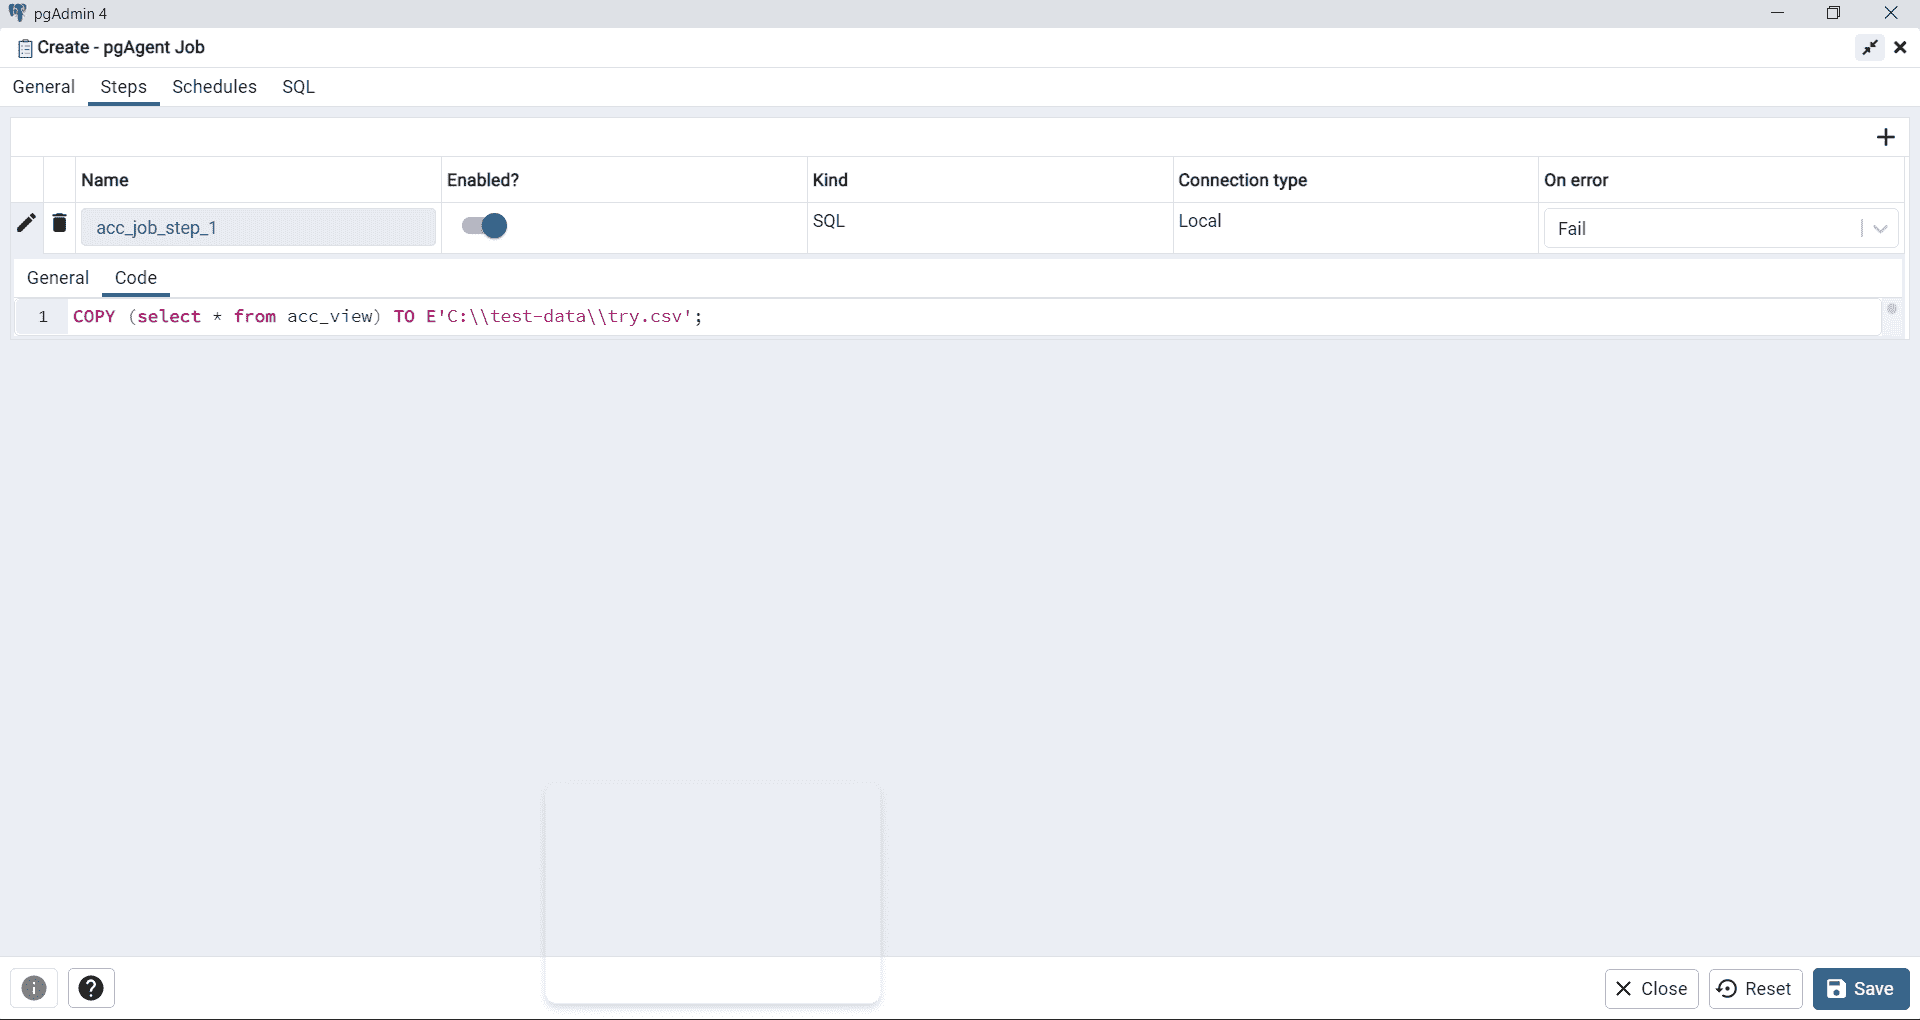 pgAdmin 4
Create - pgAgent Job
General Steps Schedules SQL
Name Enabled? Kind Connection type On error
acc_job_step_1 SQL Local Fail
General Code
1 COPY (select * from acc_view) TO E'C:\\test-data\\try.csv';
Close Reset Save